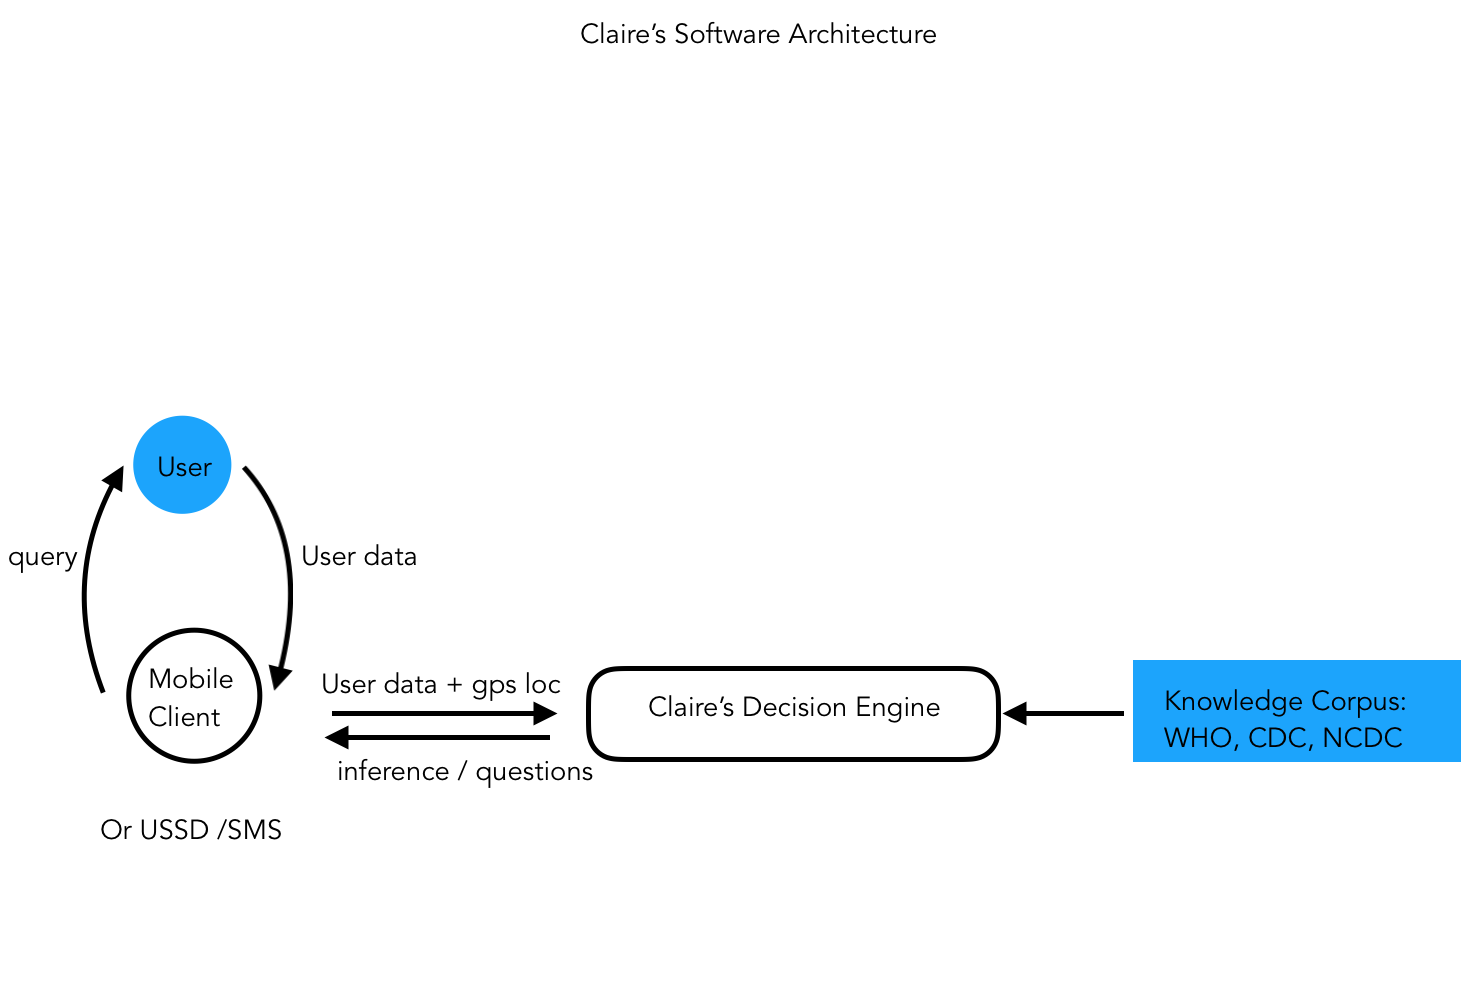 Claire’s Software Architecture
User
query
User data
Mobile
Client
User data + gps loc
inference / questions
Claire’s Decision Engine
Knowledge Corpus:
WHO, CDC, NCDC
Or USSD /SMS